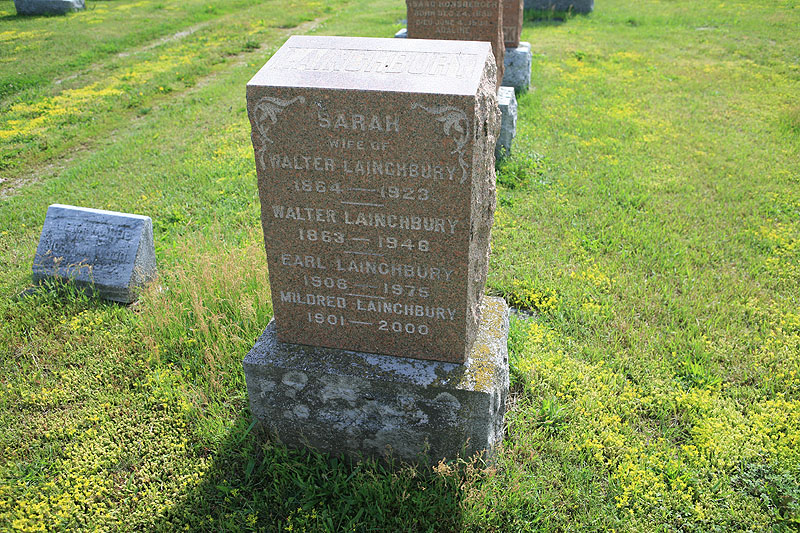 LAINCHBURY
SARAH
WIFE OF
WALTER LAINCHBURY
1864 — 1923
WALTER LAINCHBURY
1863 — 1946
EARL LAINCHBURY
1906 — 1975
MILDRED LAINCHBURY
1901 — 2000